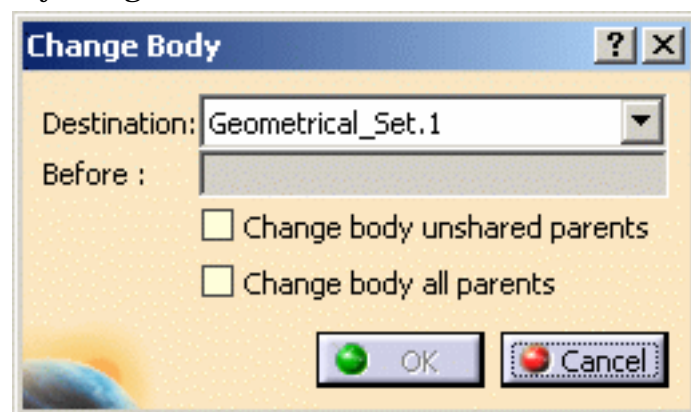 Change Body
Destination: Geometrical_Set.1
Before :
Change body unshared parents
Change body all parents
OK Cancel